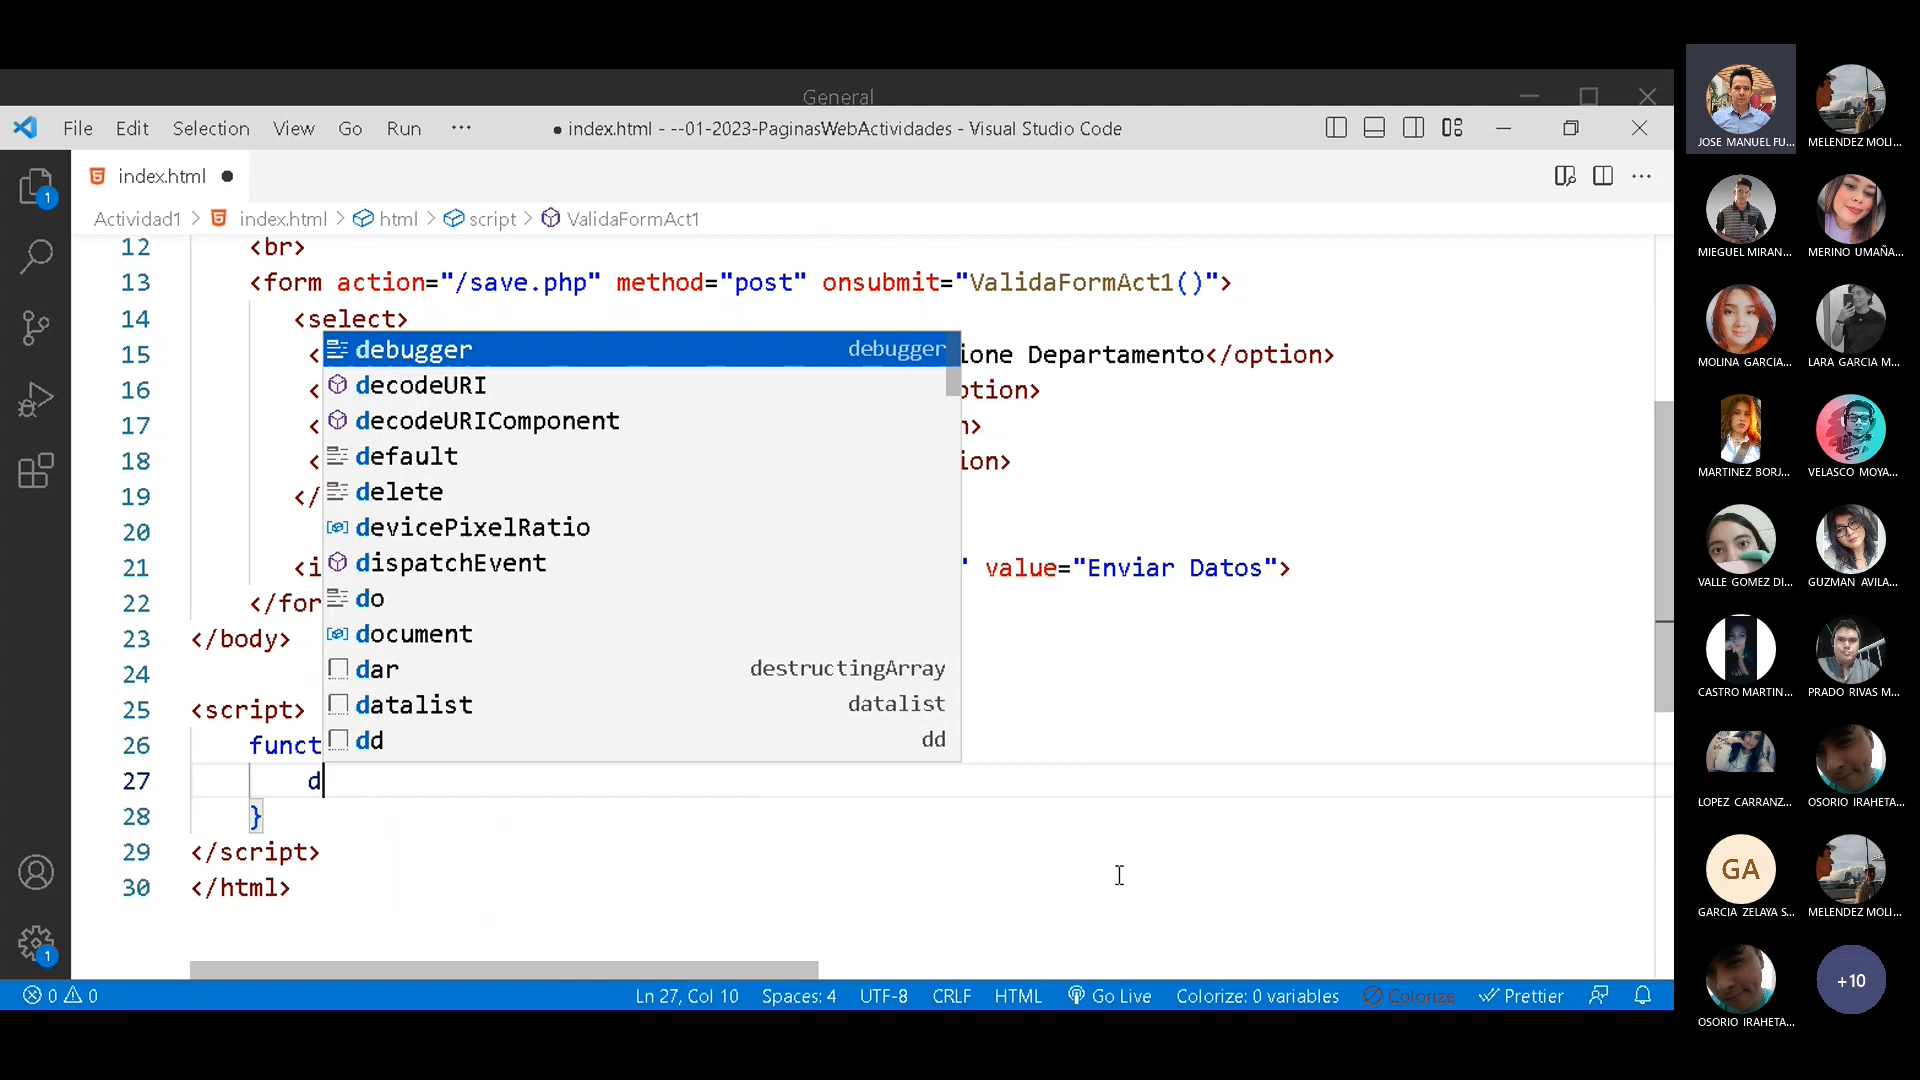 General
File Edit Selection View Go Run ···
● index.html - --01-2023-PaginasWebActividades - Visual Studio Code
index.html ●
Actividad1 > index.html > html > script > ValidaFormAct1
12 <br>
13 <form action="/save.php" method="post" onsubmit="ValidaFormAct1()">
14 <select>
15 < ione Departamento</option>
16 < ption>
17 < n>
18 < ion>
19 </
20
21 <i " value="Enviar Datos">
22 </for
23 </body>
24
25 <script>
26 funct
27 d
28 }
29 </script>
30 </html>
debugger debugger
decodeURI
decodeURIComponent
default
delete
devicePixelRatio
dispatchEvent
do
document
dar destructingArray
datalist datalist
dd dd
1
1
0 0 Ln 27, Col 10 Spaces: 4 UTF-8 CRLF HTML Go Live Colorize: 0 variables Colorize Prettier
JOSE MANUEL FU...
MELENDEZ MOLI...
MIEGUEL MIRAN...
MERINO UMAÑA...
MOLINA GARCIA...
LARA GARCIA M...
MARTINEZ BORJ...
VELASCO MOYA...
VALLE GOMEZ DI...
GUZMAN AVILA...
CASTRO MARTIN...
PRADO RIVAS M...
LOPEZ CARRANZ...
OSORIO IRAHETA...
GA
GARCIA ZELAYA S...
MELENDEZ MOLI...
OSORIO IRAHETA...
+10